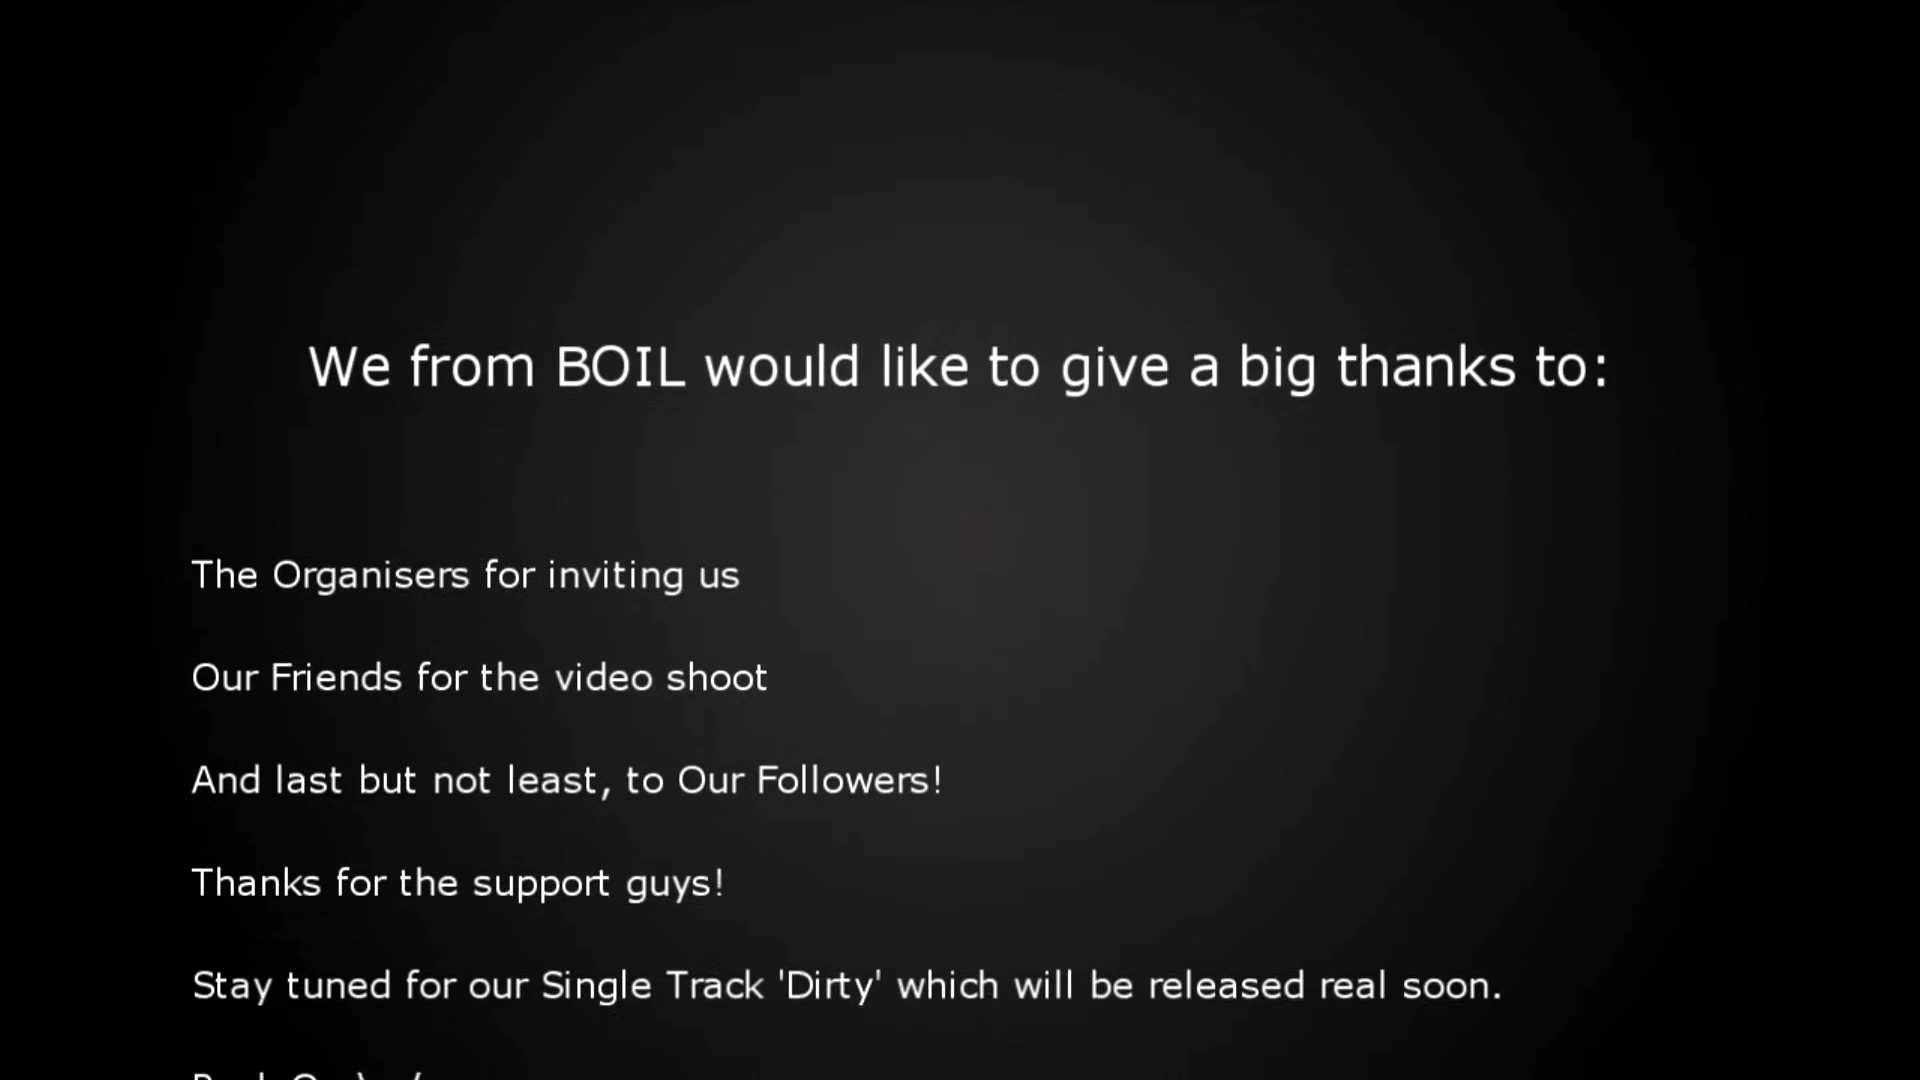 We from BOIL would like to give a big thanks to:
The Organisers for inviting us
Our Friends for the video shoot
And last but not least, to Our Followers!
Thanks for the support guys!
Stay tuned for our Single Track 'Dirty' which will be released real soon.